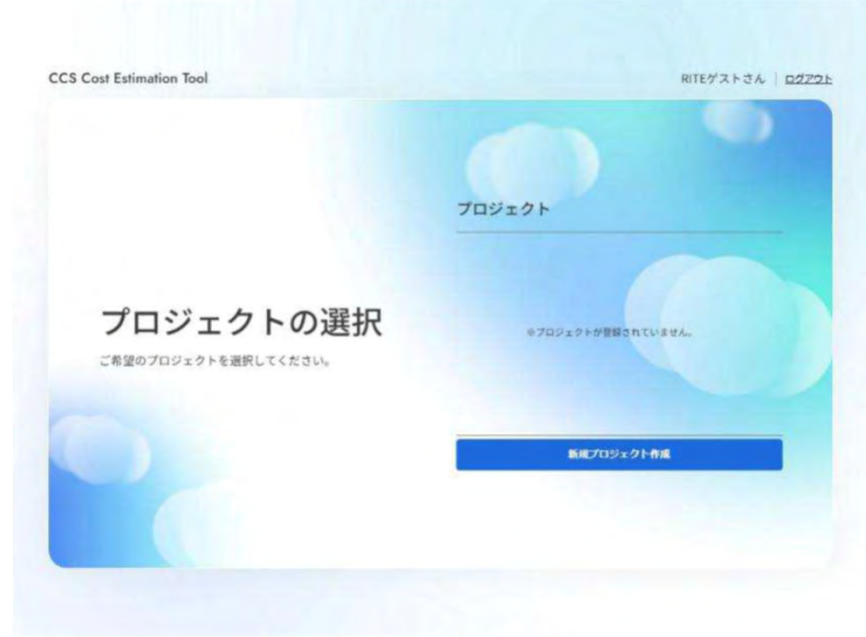 CCS Cost Estimation Tool
RITEゲストさん | ログアウト
プロジェクト
プロジェクトの選択
ご希望のプロジェクトを選択してください。
※プロジェクトが登録されていません。
新規プロジェクト作成